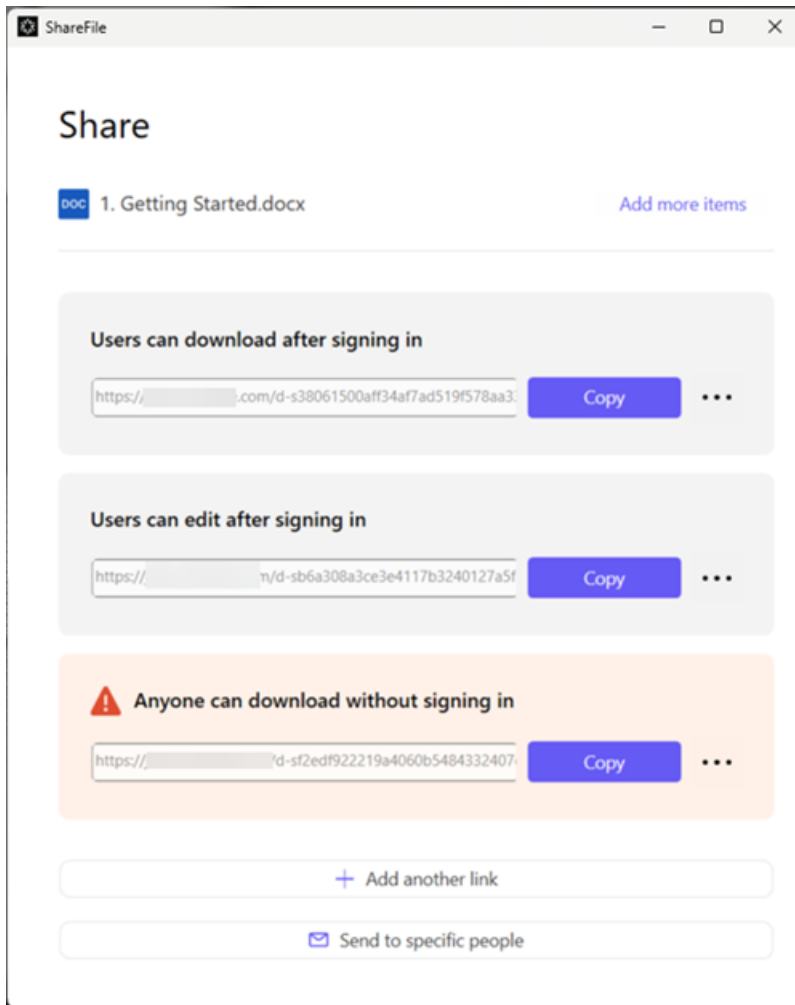 ShareFile
Share
DOC 1. Getting Started.docx Add more items
Users can download after signing in
https:// .com/d-s38061500aff34af7ad519f578aa3 Copy
Users can edit after signing in
https:// /d-sb6a308a3ce3e4117b3240127a5f Copy
Anyone can download without signing in
https:// /d-sf2edf922219a4060b5484332407 Copy
+ Add another link
Send to specific people